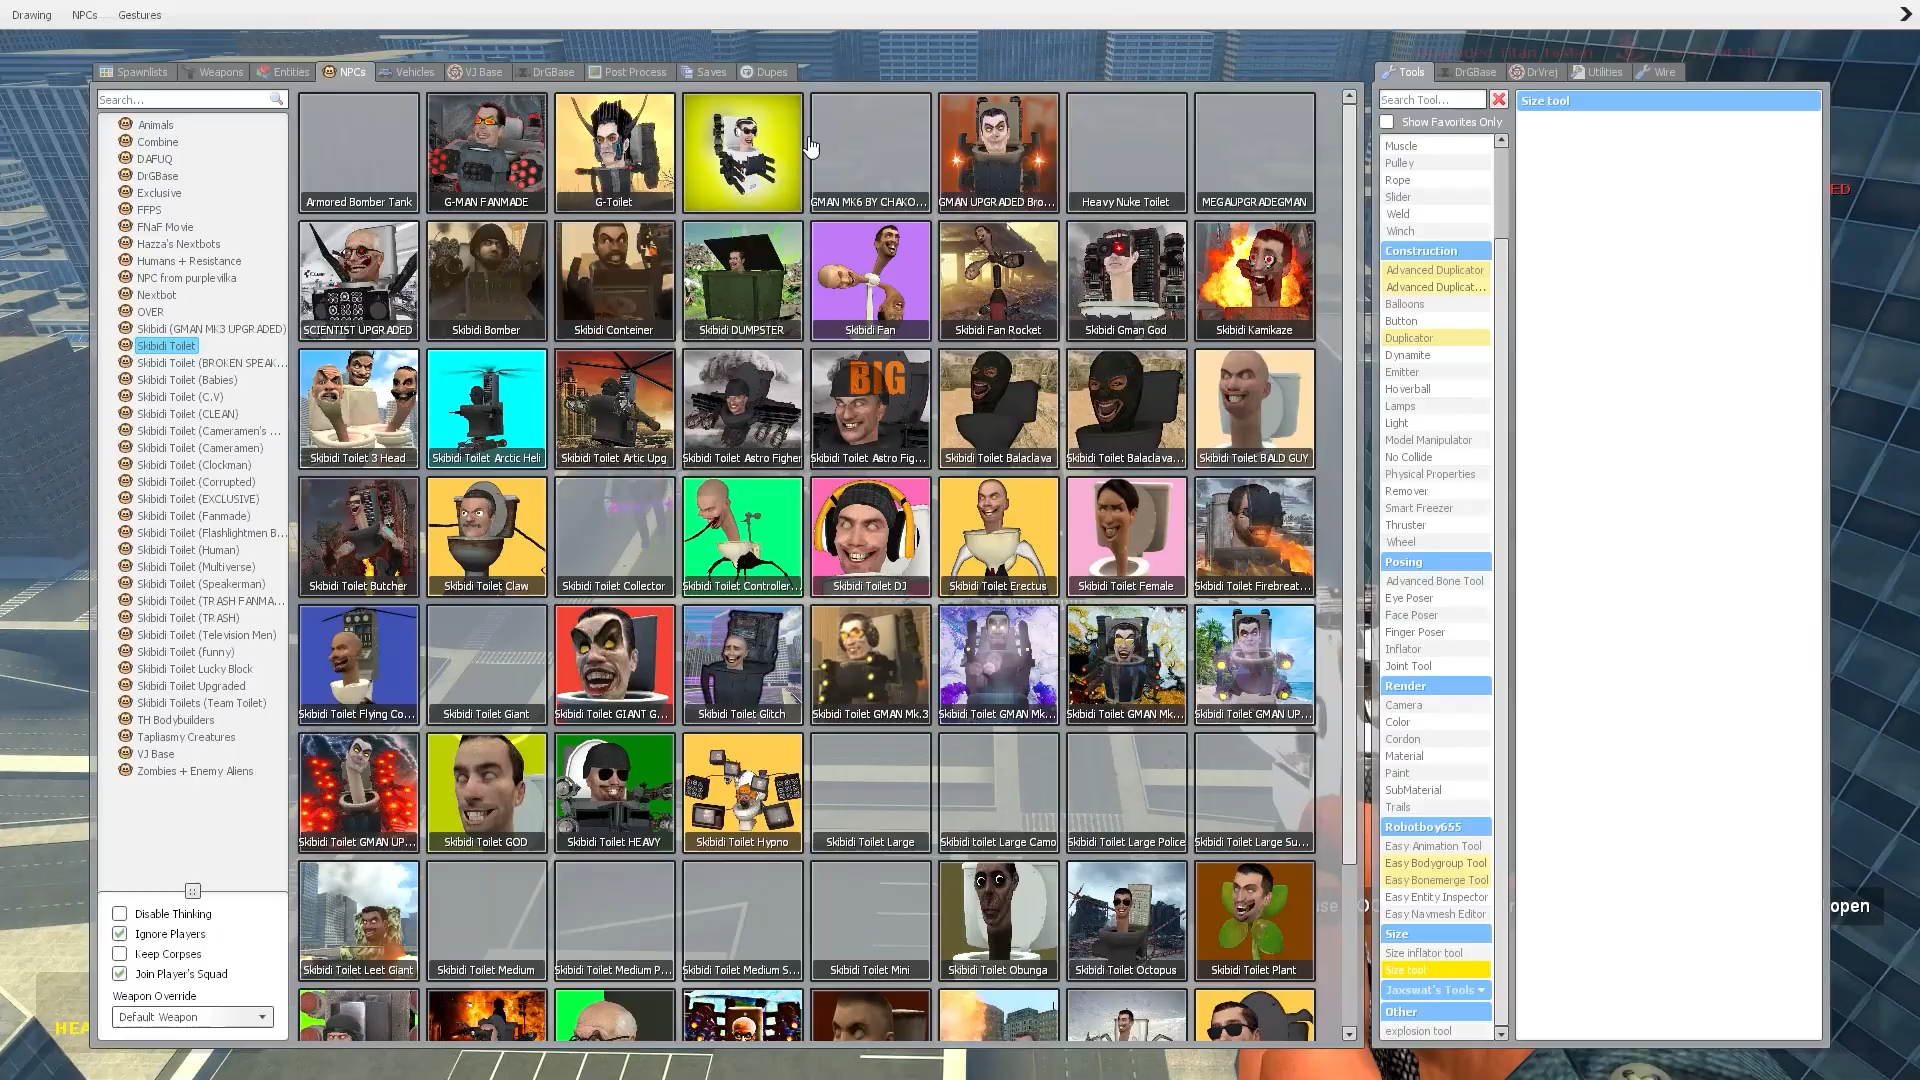 Drawing NPCs Gestures
Spawnlists Weapons Entities NPCs Vehicles VJ Base DrGBase Post Process Saves Dupes
Search...
Animals
Combine
DAFUQ
DrGBase
Exclusive
FFPS
FNaF Movie
Hazza's Nextbots
Humans + Resistance
NPC from purplevilka
Nextbot
OVER
Skibidi (GMAN MK3 UPGRADED)
Skibidi Toilet
Skibidi Toilet (BROKEN SPEAK...
Skibidi Toilet (Babies)
Skibidi Toilet (C.V)
Skibidi Toilet (CLEAN)
Skibidi Toilet (Cameramen's ...
Skibidi Toilet (Cameramen)
Skibidi Toilet (Clockman)
Skibidi Toilet (Corrupted)
Skibidi Toilet (EXCLUSIVE)
Skibidi Toilet (Fanmade)
Skibidi Toilet (Flashlightmen B...
Skibidi Toilet (Human)
Skibidi Toilet (Multiverse)
Skibidi Toilet (Speakerman)
Skibidi Toilet (TRASH FANMA...
Skibidi Toilet (TRASH)
Skibidi Toilet (Television Men)
Skibidi Toilet (funny)
Skibidi Toilet Lucky Block
Skibidi Toilet Upgraded
Skibidi Toilets (Team Toilet)
TH Bodybuilders
Tapliasmy Creatures
VJ Base
Zombies + Enemy Aliens
Disable Thinking
Ignore Players
Keep Corpses
Join Player's Squad
Weapon Override
Default Weapon
Armored Bomber Tank G-MAN FANMADE G-Toilet GMAN MK6 BY CHAKO... GMAN UPGRADED Bro... Heavy Nuke Toilet MEGAUPGRADEGMAN
SCIENTIST UPGRADED Skibidi Bomber Skibidi Conteiner Skibidi DUMPSTER Skibidi Fan Skibidi Fan Rocket Skibidi Gman God Skibidi Kamikaze
BIG
Skibidi Toilet 3 Head Skibidi Toilet Arctic Heli Skibidi Toilet Artic Upg Skibidi Toilet Astro Figher Skibidi Toilet Astro Fig... Skibidi Toilet Balaclava Skibidi Toilet Balaclava... Skibidi Toilet BALD GUY
Skibidi Toilet Butcher Skibidi Toilet Claw Skibidi Toilet Collector Skibidi Toilet Controller... Skibidi Toilet DJ Skibidi Toilet Erectus Skibidi Toilet Female Skibidi Toilet Firebreat...
Skibidi Toilet Flying Co... Skibidi Toilet Giant Skibidi Toilet GIANT G... Skibidi Toilet Glitch Skibidi Toilet GMAN Mk.3 Skibidi Toilet GMAN Mk... Skibidi Toilet GMAN Mk... Skibidi Toilet GMAN UP...
Skibidi Toilet GMAN UP... Skibidi Toilet GOD Skibidi Toilet HEAVY Skibidi Toilet Hypno Skibidi Toilet Large Skibidi toilet Large Camo Skibidi Toilet Large Police Skibidi Toilet Large Su...
Skibidi Toilet Leet Giant Skibidi Toilet Medium Skibidi Toilet Medium P... Skibidi Toilet Medium S... Skibidi Toilet Mini Skibidi Toilet Obunga Skibidi Toilet Octopus Skibidi Toilet Plant
Tools DrGBase DrVrej Utilities Wire
Search Tool...
Show Favorites Only
Muscle
Pulley
Rope
Slider
Weld
Winch
Construction
Advanced Duplicator
Advanced Duplicat...
Balloons
Button
Duplicator
Dynamite
Emitter
Hoverball
Lamps
Light
Model Manipulator
No Collide
Physical Properties
Remover
Smart Freezer
Thruster
Wheel
Posing
Advanced Bone Tool
Eye Poser
Face Poser
Finger Poser
Inflator
Joint Tool
Render
Camera
Color
Cordon
Material
Paint
SubMaterial
Trails
Robotboy655
Easy Animation Tool
Easy Bodygroup Tool
Easy Bonemerge Tool
Easy Entity Inspector
Easy Navmesh Editor
Size
Size inflator tool
Size tool
Jaxswat's Tools
Other
explosion tool
Size tool
ED
open
HEA